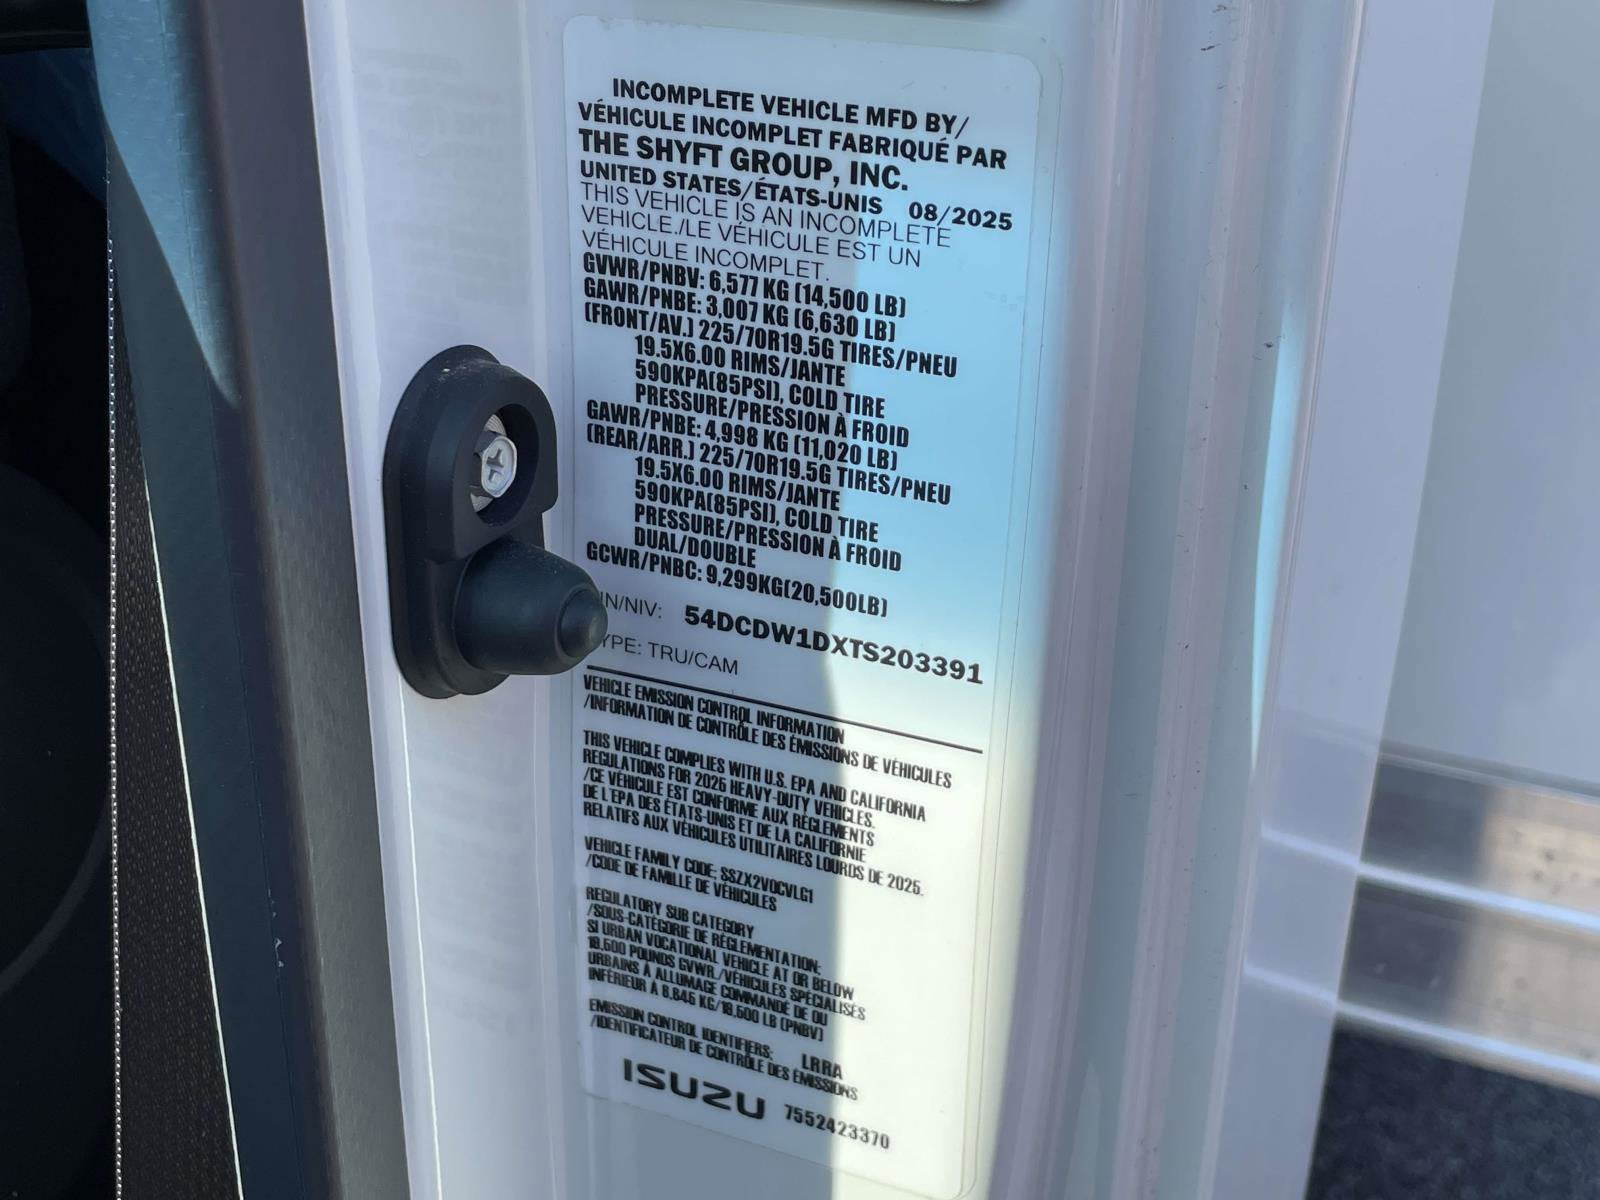 INCOMPLETE VEHICLE MFD BY/
VÉHICULE INCOMPLET FABRIQUÉ PAR
THE SHYFT GROUP, INC.
UNITED STATES/ÉTATS-UNIS 08/2025
THIS VEHICLE IS AN INCOMPLETE
VEHICLE./LE VÉHICULE EST UN
VÉHICULE INCOMPLET.
GVWR/PNBV: 6,577 KG (14,500 LB)
GAWR/PNBE: 3,007 KG (6,630 LB)
(FRONT/AV.) 225/70R19.5G TIRES/PNEU
19.5X6.00 RIMS/JANTE
590KPA(85PSI), COLD TIRE
PRESSURE/PRESSION À FROID
GAWR/PNBE: 4,998 KG (11,020 LB)
(REAR/ARR.) 225/70R19.5G TIRES/PNEU
19.5X6.00 RIMS/JANTE
590KPA(85PSI), COLD TIRE
PRESSURE/PRESSION À FROID
DUAL/DOUBLE
GCWR/PNBC: 9,299KG(20,500LB)
IN/NIV: 54DCDW1DXTS203391
YPE: TRU/CAM
VEHICLE EMISSION CONTROL INFORMATION
/INFORMATION DE CONTRÔLE DES ÉMISSIONS DE VÉHICULES
THIS VEHICLE COMPLIES WITH U.S. EPA AND CALIFORNIA
REGULATIONS FOR 2025 HEAVY-DUTY VEHICLES.
/CE VÉHICULE EST CONFORME AUX RÈGLEMENTS
DE L'EPA DES ÉTATS-UNIS ET DE LA CALIFORNIE
RELATIFS AUX VÉHICULES UTILITAIRES LOURDS DE 2025.
VEHICLE FAMILY CODE: SSZX2VOCVLG1
/CODE DE FAMILLE DE VÉHICULES
REGULATORY SUB CATEGORY
/SOUS-CATÉGORIE DE RÉGLEMENTATION:
SI URBAN VOCATIONAL VEHICLE AT OR BELOW
19,500 POUNDS GVWR./VÉHICULES SPÉCIALISÉS
URBAINS À ALLUMAGE COMMANDÉ DE OU
INFÉRIEUR À 8,845 KG/19,500 LB (PNBV)
EMISSION CONTROL IDENTIFIERS: LRRA
/IDENTIFICATEUR DE CONTRÔLE DES ÉMISSIONS
ISUZU 7552423370